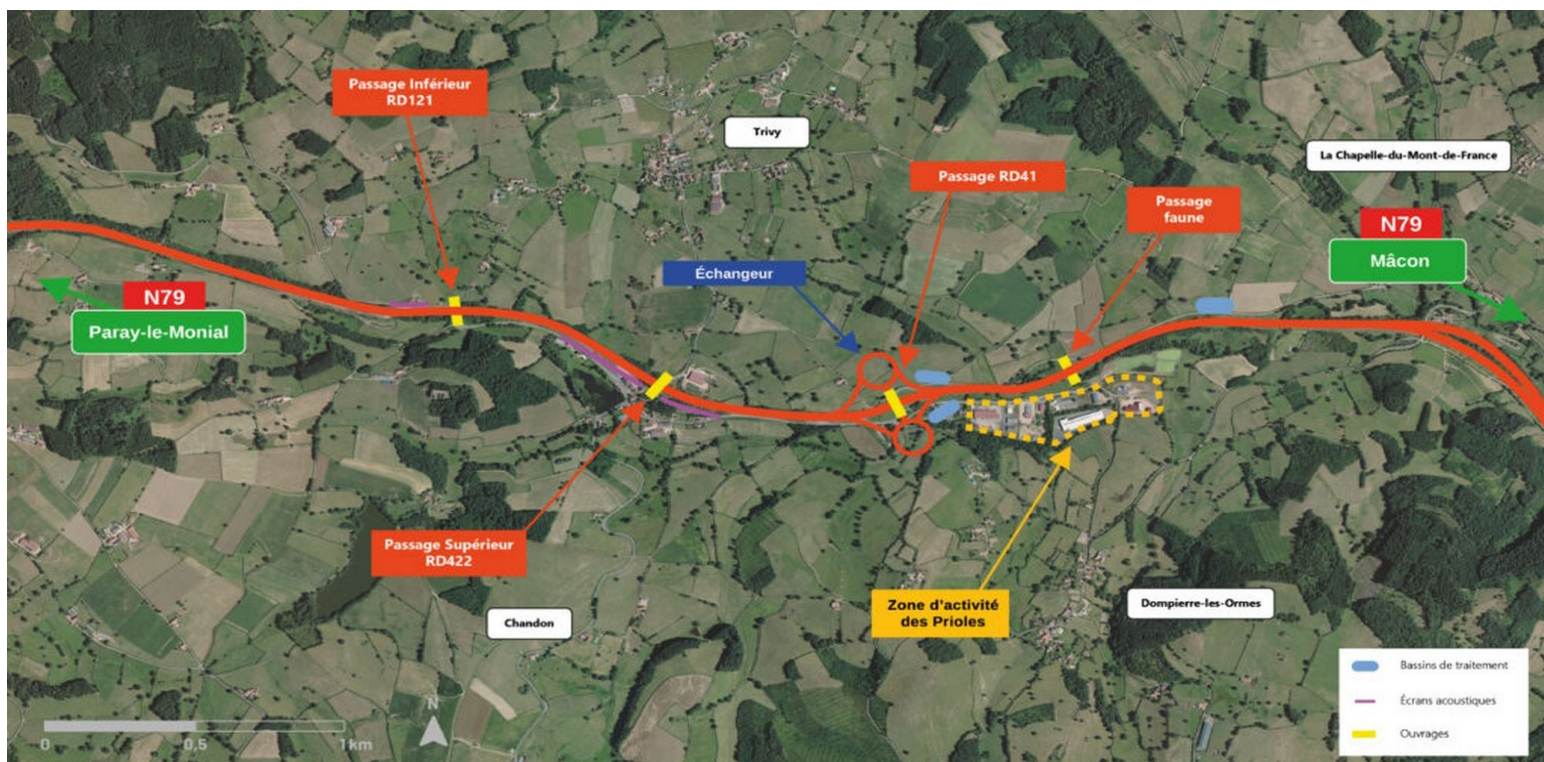 Passage Inférieur
RD121
Trivy
La Chapelle-du-Mont-de-France
Passage RD41
Passage
faune
N79
Mâcon
Échangeur
N79
Paray-le-Monial
Passage Supérieur
RD422
Chandon
Zone d'activité
des Prioles
Dompierre-les-Ormes
Bassins de traitement
Écrans acoustiques
Ouvrages
N
0 0,5 1 km